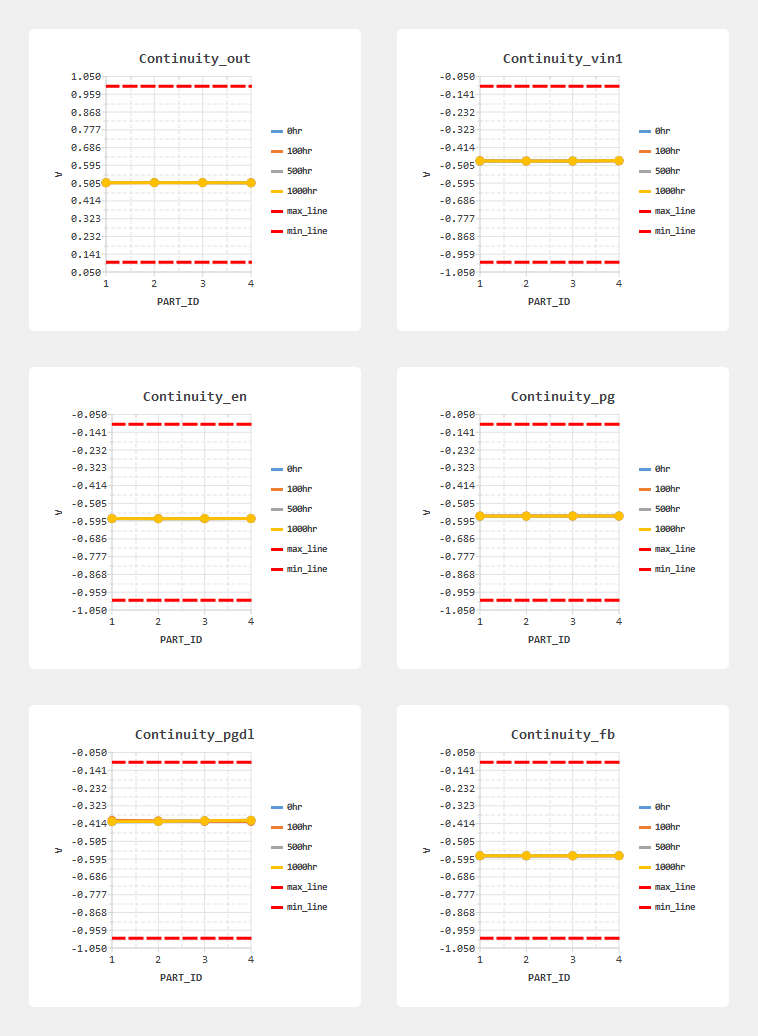 Continuity_out
1.050
0.959
0.868
0.777
0.686
0.595
0.505
0.414
0.323
0.232
0.141
0.050
V
1 2 3 4
PART_ID
0hr
100hr
500hr
1000hr
max_line
min_line
Continuity_vin1
-0.050
-0.141
-0.232
-0.323
-0.414
-0.505
-0.595
-0.686
-0.777
-0.868
-0.959
-1.050
V
1 2 3 4
PART_ID
0hr
100hr
500hr
1000hr
max_line
min_line
Continuity_en
-0.050
-0.141
-0.232
-0.323
-0.414
-0.505
-0.595
-0.686
-0.777
-0.868
-0.959
-1.050
V
1 2 3 4
PART_ID
0hr
100hr
500hr
1000hr
max_line
min_line
Continuity_pg
-0.050
-0.141
-0.232
-0.323
-0.414
-0.505
-0.595
-0.686
-0.777
-0.868
-0.959
-1.050
V
1 2 3 4
PART_ID
0hr
100hr
500hr
1000hr
max_line
min_line
Continuity_pgdl
-0.050
-0.141
-0.232
-0.323
-0.414
-0.505
-0.595
-0.686
-0.777
-0.868
-0.959
-1.050
V
1 2 3 4
PART_ID
0hr
100hr
500hr
1000hr
max_line
min_line
Continuity_fb
-0.050
-0.141
-0.232
-0.323
-0.414
-0.505
-0.595
-0.686
-0.777
-0.868
-0.959
-1.050
V
1 2 3 4
PART_ID
0hr
100hr
500hr
1000hr
max_line
min_line